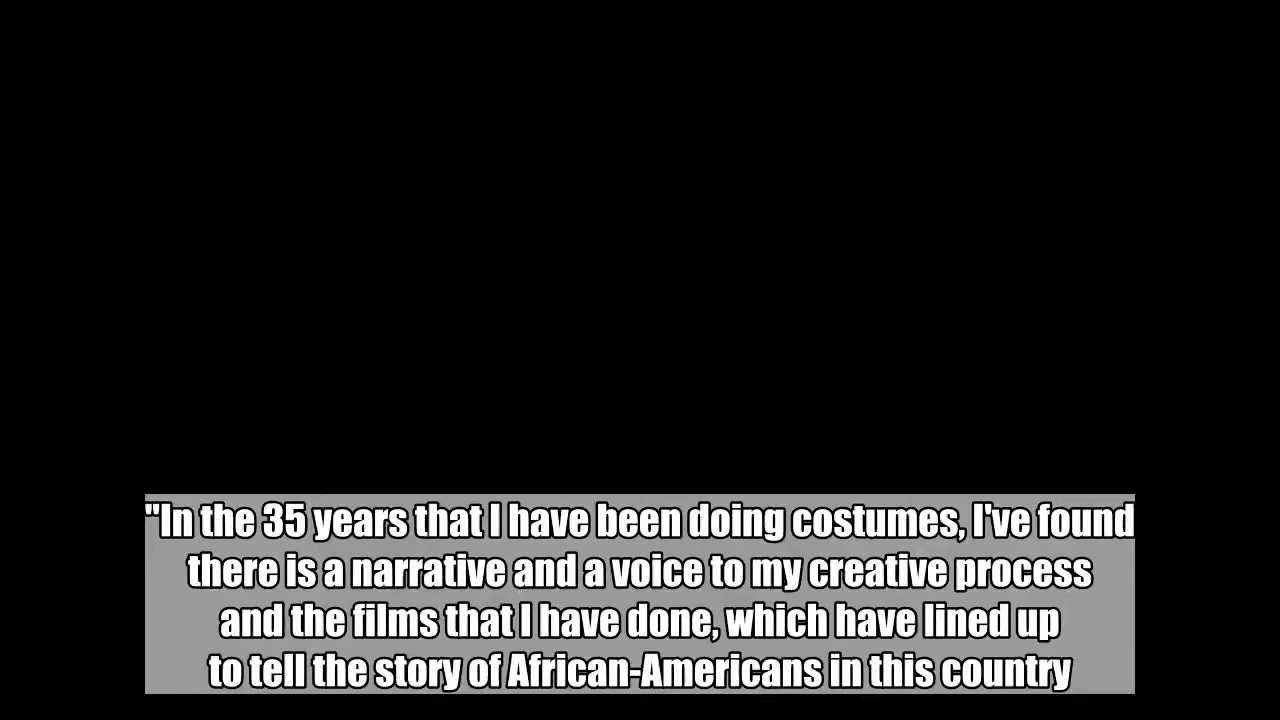 "In the 35 years that I have been doing costumes, I've found
there is a narrative and a voice to my creative process
and the films that I have done, which have lined up
to tell the story of African-Americans in this country